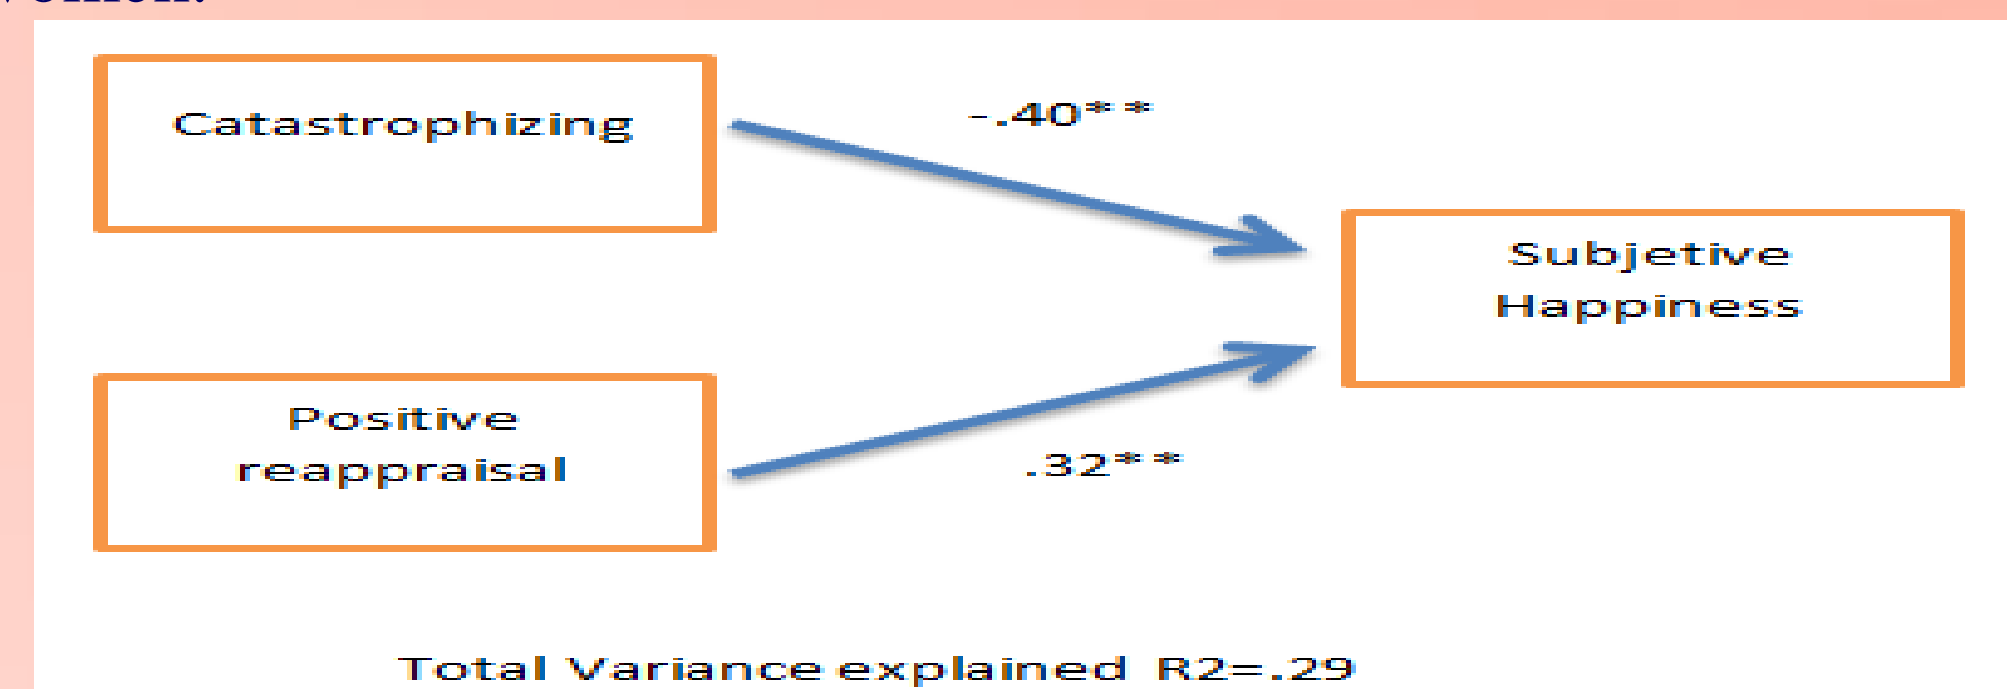 Catastrophizing
-.40**
Subjetive
Happiness
Positive
reappraisal
.32**
Total Variance explained R2=.29